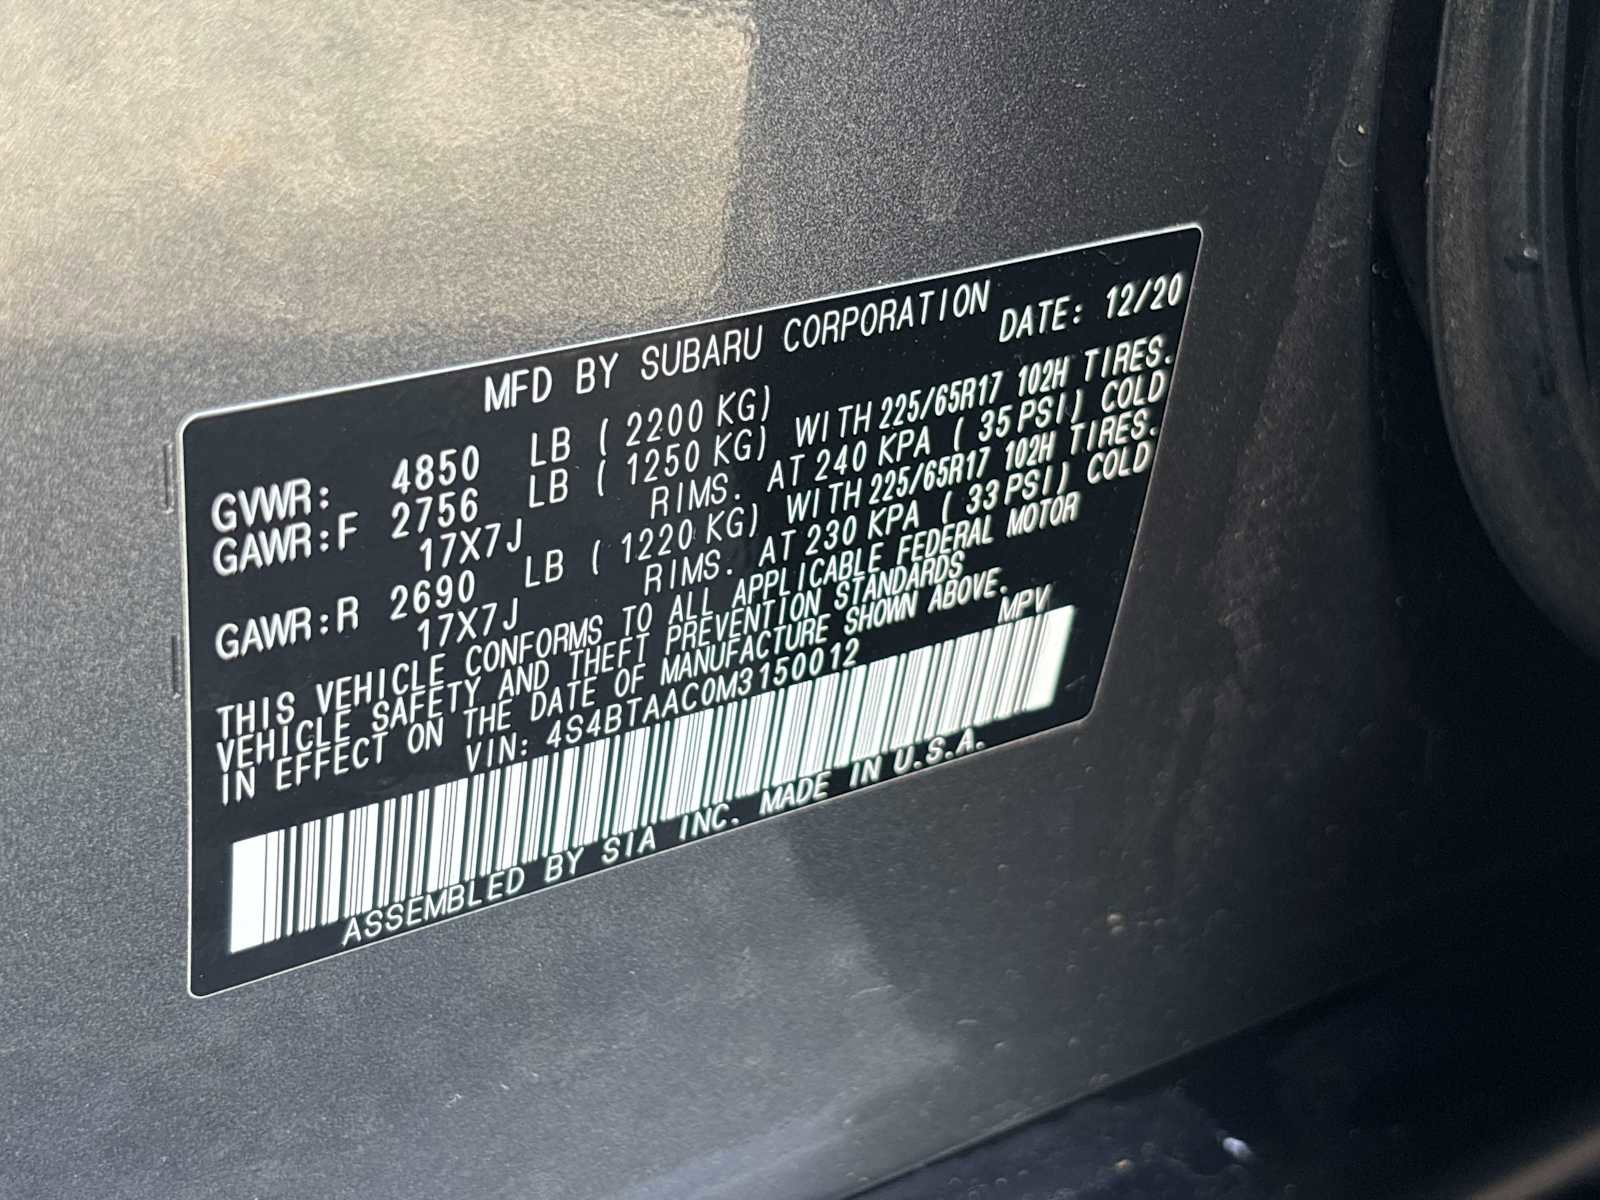 MFD BY SUBARU CORPORATION DATE: 12/20
GVWR: 4850 LB ( 2200 KG)
GAWR:F 2756 LB ( 1250 KG) WITH 225/65R17 102H TIRES.
17X7J RIMS. AT 240 KPA ( 35 PSI) COLD
GAWR:R 2690 LB ( 1220 KG) WITH 225/65R17 102H TIRES.
17X7J RIMS. AT 230 KPA ( 33 PSI) COLD
THIS VEHICLE CONFORMS TO ALL APPLICABLE FEDERAL MOTOR
VEHICLE SAFETY AND THEFT PREVENTION STANDARDS
IN EFFECT ON THE DATE OF MANUFACTURE SHOWN ABOVE.
VIN: 4S4BTAAC0M3150012 MPV
ASSEMBLED BY SIA INC. MADE IN U.S.A.